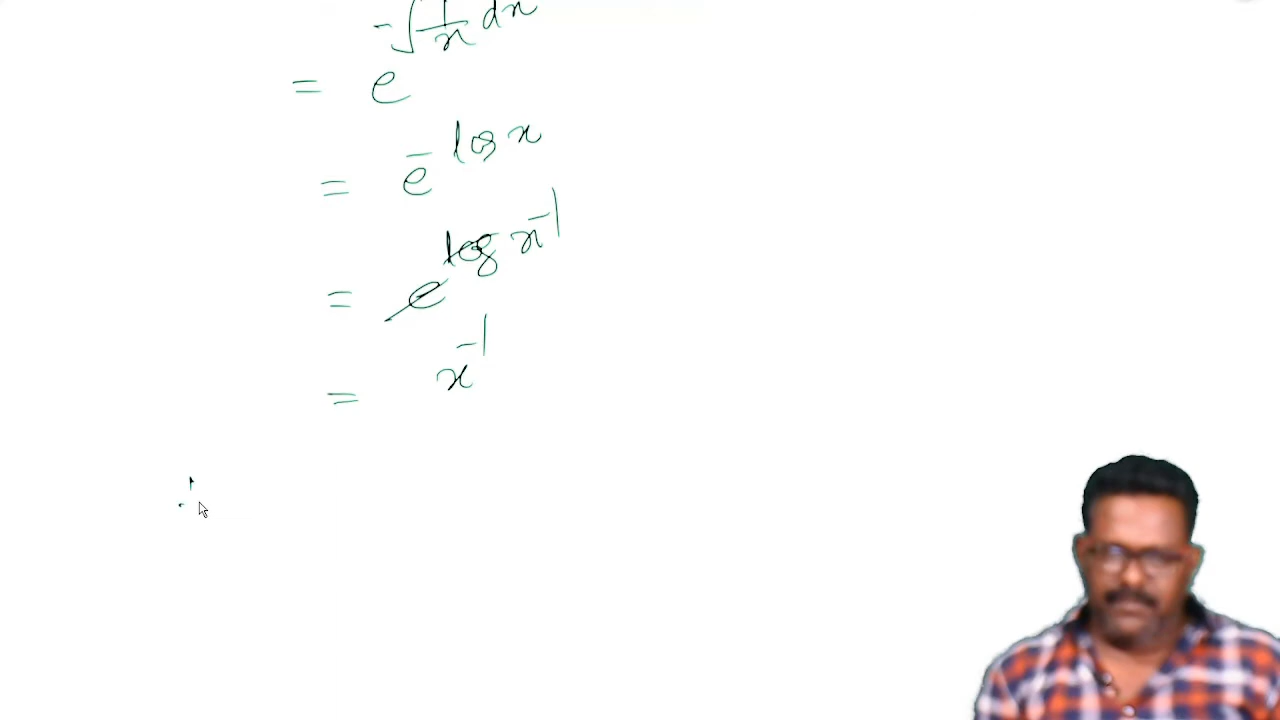 -∫ 1/x dx
= e
= e^- log x
= e^log x^-1
= x^-1
∴